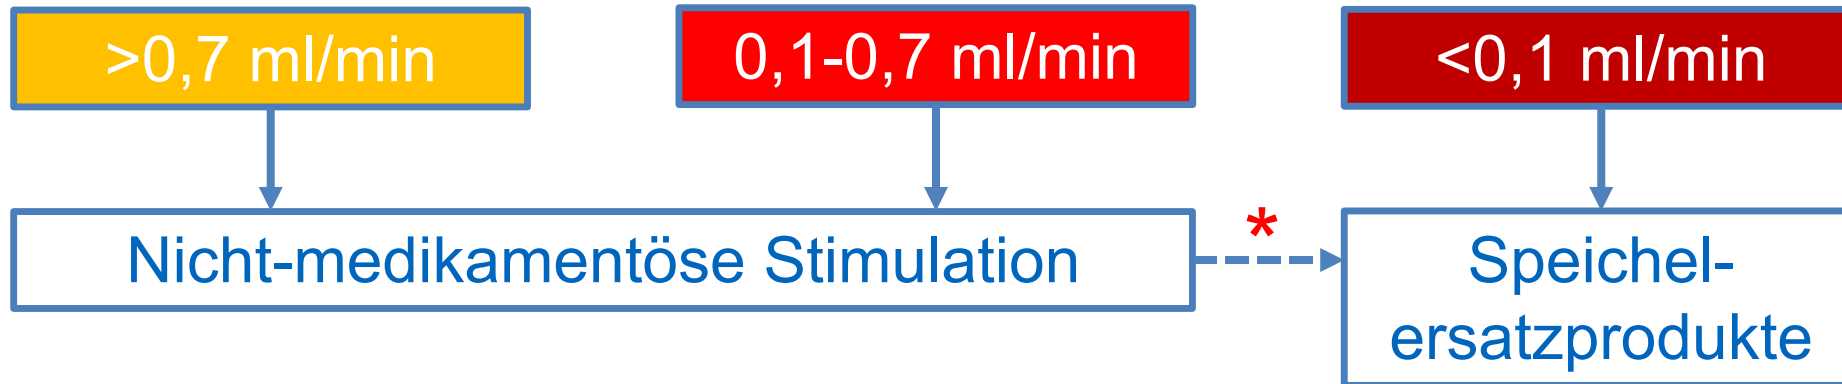 >0,7 ml/min
0,1-0,7 ml/min
<0,1 ml/min
Nicht-medikamentöse Stimulation
*
Speichel-
ersatzprodukte